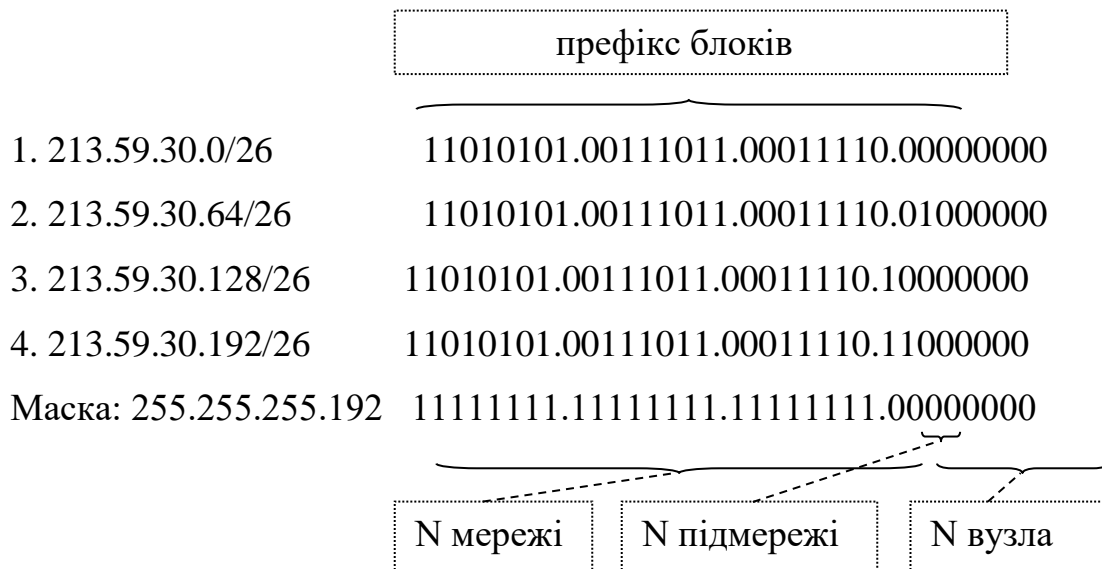 префікс блоків
1. 213.59.30.0/26 11010101.00111011.00011110.00000000
2. 213.59.30.64/26 11010101.00111011.00011110.01000000
3. 213.59.30.128/26 11010101.00111011.00011110.10000000
4. 213.59.30.192/26 11010101.00111011.00011110.11000000
Маска: 255.255.255.192 11111111.11111111.11111111.00000000
N мережі N підмережі N вузла